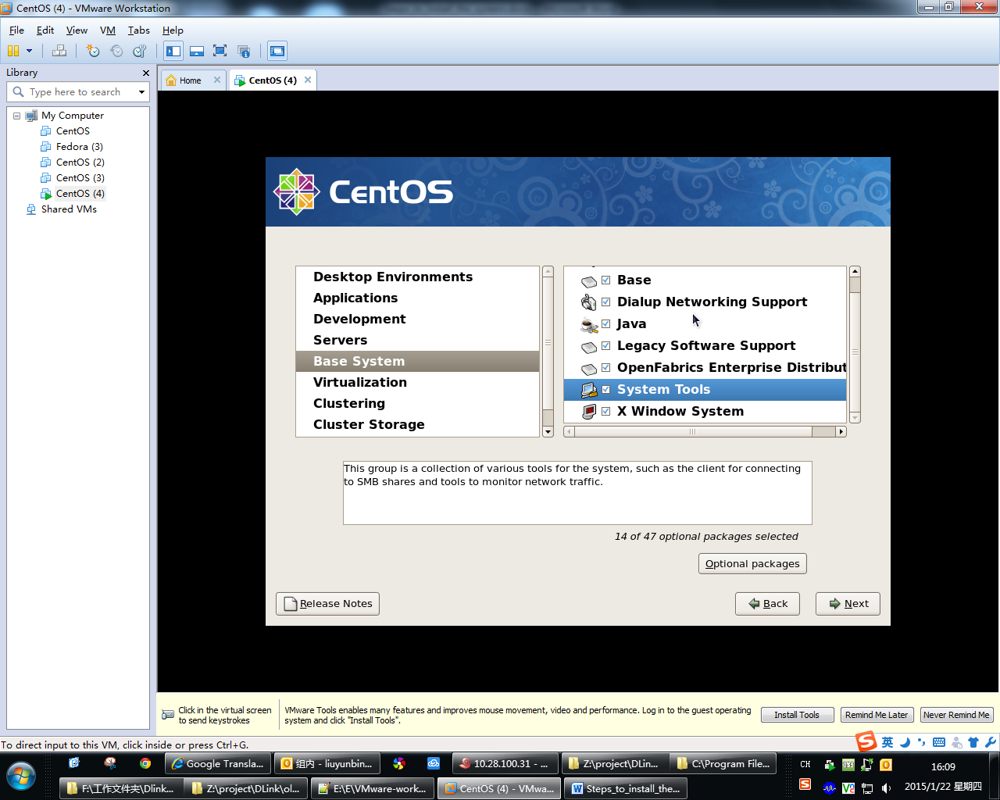 CentOS (4) - VMware Workstation
File Edit View VM Tabs Help
Library
Type here to search
My Computer
CentOS
Fedora (3)
CentOS (2)
CentOS (3)
CentOS (4)
Shared VMs
Home
CentOS (4)
CentOS
Desktop Environments
Applications
Development
Servers
Base System
Virtualization
Clustering
Cluster Storage
Base
Dialup Networking Support
Java
Legacy Software Support
OpenFabrics Enterprise Distribut
System Tools
X Window System
This group is a collection of various tools for the system, such as the client for connecting
to SMB shares and tools to monitor network traffic.
14 of 47 optional packages selected
Optional packages
Release Notes
Back
Next
Click in the virtual screen
to send keystrokes
VMware Tools enables many features and improves mouse movement, video and performance. Log in to the guest operating
system and click "Install Tools".
Install Tools
Remind Me Later
Never Remind Me
To direct input to this VM, click inside or press Ctrl+G.
英
Google Transla...
组内 - liuyunbin...
10.28.100.31 - ...
Z:\project\DLin...
C:\Program File...
CH
16:09
F:\工作文件夹\Dlink...
Z:\project\DLink\ol...
E:\E\VMware-work...
CentOS (4) - VMwa...
Steps_to_install_the...
2015/1/22 星期四